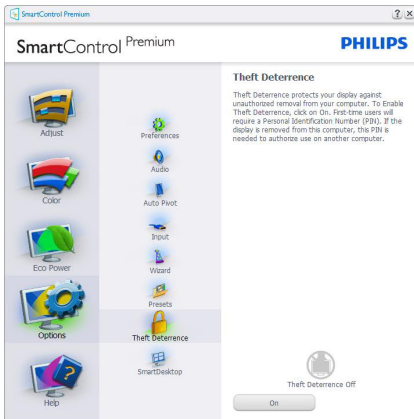 SmartControl Premium
? x
SmartControl Premium
PHILIPS
Adjust
Color
Eco Power
Options
Help
Preferences
Audio
Auto Pivot
Input
Wizard
Presets
Theft Deterrence
SmartDesktop
Theft Deterrence
Theft Deterrence protects your display against
unauthorized removal from your computer. To Enable
Theft Deterrence, click on On. First-time users will
require a Personal Identification Number (PIN). If the
display is removed from this computer, this PIN is
needed to authorize use on another computer.
Theft Deterrence Off
On